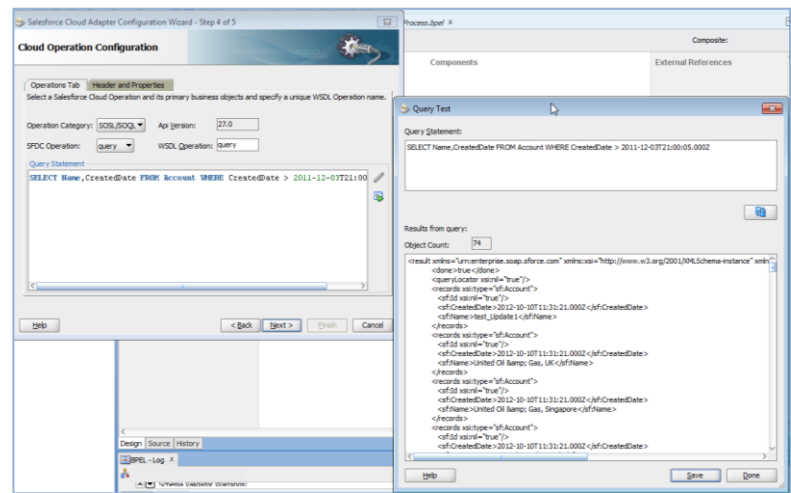 Salesforce Cloud Adapter Configuration Wizard - Step 4 of 5
Cloud Operation Configuration
Operations Tab Header and Properties
Select a Salesforce Cloud Operation and its primary business objects and specify a unique WSDL Operation name.
Operation Category: SOSL/SOQL Api Version: 27.0
SFDC Operation: query WSDL Operation: query
Query Statement
SELECT Name,CreatedDate FROM Account WHERE CreatedDate > 2011-12-03T21:00
Help < Back Next > Finish Cancel
Process.bpel
Composite:
Components External References
Design Source History
BPEL - Log
Schema Validator Warnings:
Query Test
Query Statement:
SELECT Name,CreatedDate FROM Account WHERE CreatedDate > 2011-12-03T21:00:05.000Z
Results from query:
Object Count: 74
<result xmlns="urn:enterprise.soap.sforce.com" xmlns:xsi="http://www.w3.org/2001/XMLSchema-instance" xmln
<done>true</done>
<queryLocator xsi:nil="true"/>
<records xsi:type="sf:Account">
<sf:Id xsi:nil="true"/>
<sf:CreatedDate>2012-10-10T11:31:21.000Z</sf:CreatedDate>
<sf:Name>test_Update1</sf:Name>
</records>
<records xsi:type="sf:Account">
<sf:Id xsi:nil="true"/>
<sf:CreatedDate>2012-10-10T11:31:21.000Z</sf:CreatedDate>
<sf:Name>United Oil &amp; Gas, UK</sf:Name>
</records>
<records xsi:type="sf:Account">
<sf:Id xsi:nil="true"/>
<sf:CreatedDate>2012-10-10T11:31:21.000Z</sf:CreatedDate>
<sf:Name>United Oil &amp; Gas, Singapore</sf:Name>
</records>
<records xsi:type="sf:Account">
<sf:Id xsi:nil="true"/>
<sf:CreatedDate>2012-10-10T11:31:21.000Z</sf:CreatedDate>
Help Save Done